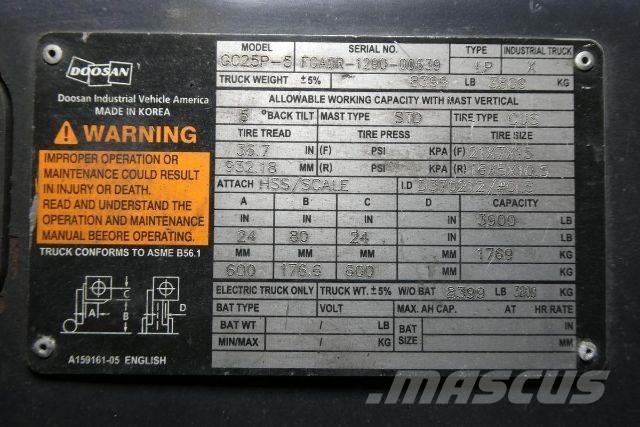 DOOSAN
Doosan Industrial Vehicle America
MADE IN KOREA
WARNING
IMPROPER OPERATION OR
MAINTENANCE COULD RESULT
IN INJURY OR DEATH.
READ AND UNDERSTAND THE
OPERATION AND MAINTENANCE
MANUAL BEFORE OPERATING.
TRUCK CONFORMS TO ASME B56.1
A B C D
A159161-05 ENGLISH
MODEL SERIAL NO. TYPE INDUSTRIAL TRUCK
GC25P-5 LP X
TRUCK WEIGHT ±5% LB KG
ALLOWABLE WORKING CAPACITY WITH MAST VERTICAL
5 °BACK TILT MAST TYPE STD TIRE TYPE CUS
TIRE TREAD TIRE PRESS TIRE SIZE
36.7 IN (F) PSI KPA (F)
932.18 MM (R) PSI KPA (R)
ATTACH HSS/SCALE I.D
A B C CAPACITY
IN IN IN 3900 LB
24 80 24
MM MM MM 1769 KG
600 600
ELECTRIC TRUCK ONLY TRUCK WT. ±5% W/O BAT LB KG
BAT TYPE VOLT MAX. AH CAP. AT HR RATE
BAT WT / LB BAT SIZE IN
MIN/MAX / KG MM
MASCUS